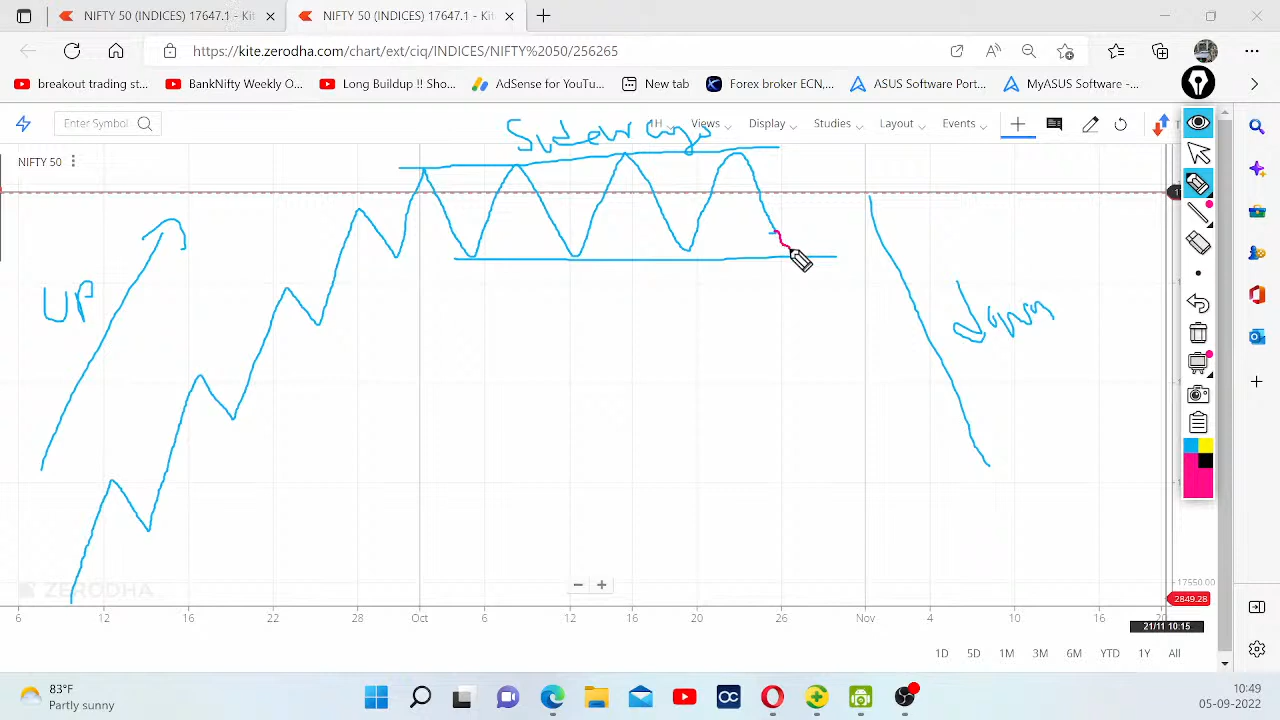 NIFTY 50 (INDICES) 17647.1 - Kit
NIFTY 50 (INDICES) 17647.1 - Kit
https://kite.zerodha.com/chart/ext/ciq/INDICES/NIFTY%2050/256265
breakout trading st...
BankNifty Weekly O...
Long Buildup !! Sho...
AdSense for YouTu...
New tab
Forex broker ECN,...
ASUS Software Port...
MyASUS Software -...
Enter Symbol
1H
Views
Display
Studies
Layout
Events
Sideways
NIFTY 50
UP
down
ZERODHA
17550.00
2849.28
6 12 16 22 28 Oct 6 12 16 20 26 Nov 4 10 16
21/11 10:15
1D 5D 1M 3M 6M YTD 1Y All
83°F
Partly sunny
10:49
05-09-2022